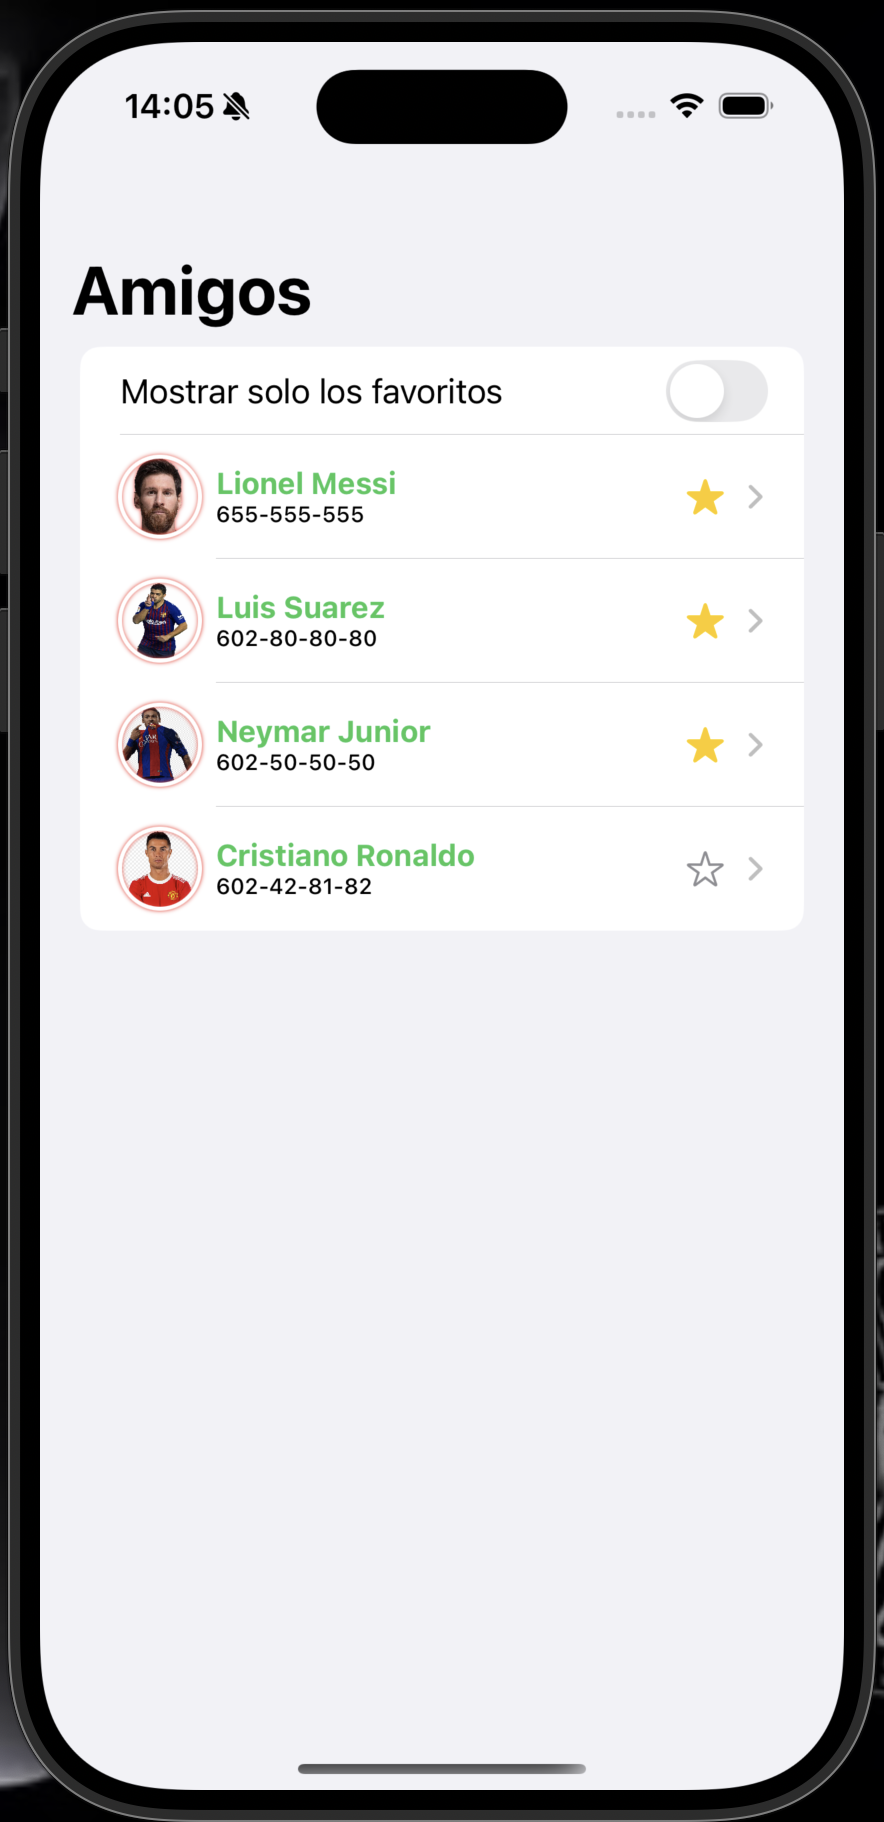 14:05
Amigos
Mostrar solo los favoritos
Lionel Messi
655-555-555
Luis Suarez
602-80-80-80
Neymar Junior
602-50-50-50
Cristiano Ronaldo
602-42-81-82